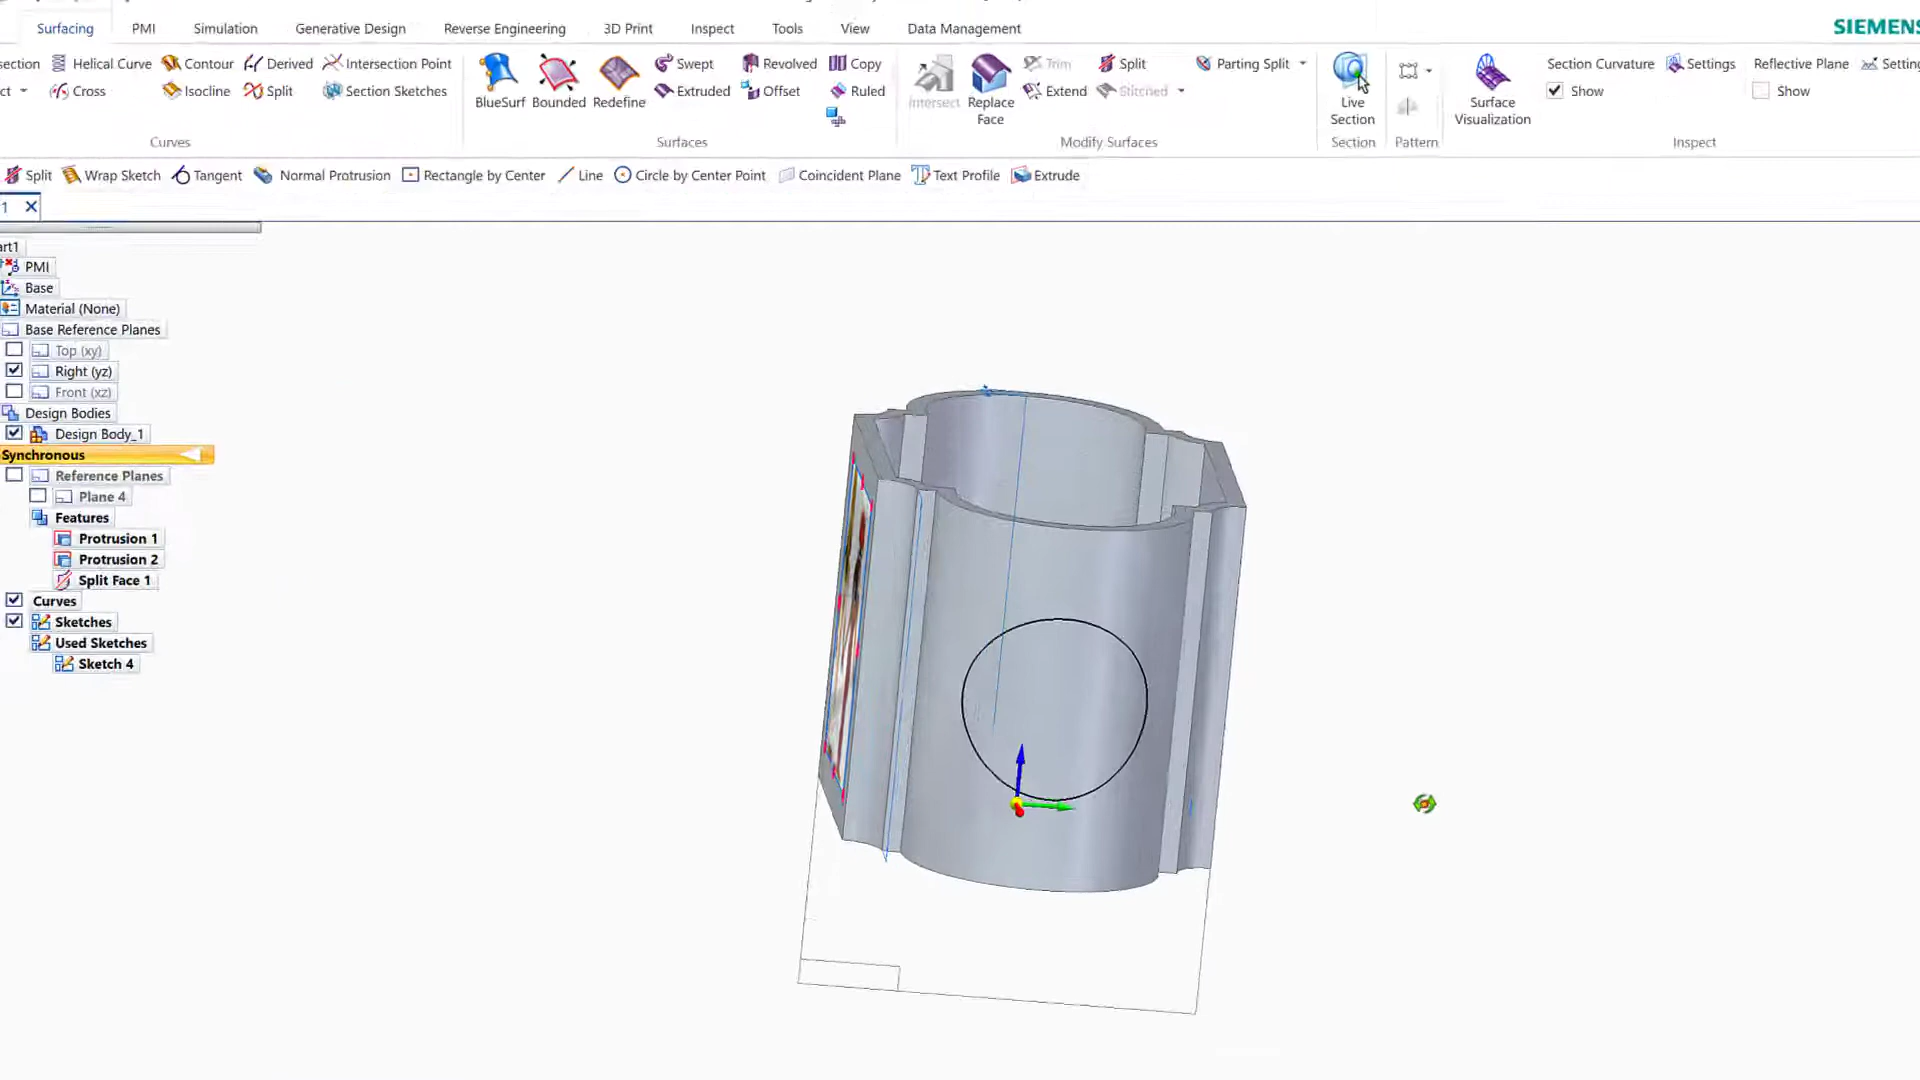 Surfacing PMI Simulation Generative Design Reverse Engineering 3D Print Inspect Tools View Data Management SIEMENS
section Helical Curve Contour Derived Intersection Point Swept Revolved Copy Trim Split Parting Split Section Curvature Settings Reflective Plane Setting
ct Cross Isocline Split Section Sketches BlueSurf Bounded Redefine Extruded Offset Ruled Intersect Replace Face Extend Stitched Live Section Surface Visualization Show Show
Curves Surfaces Modify Surfaces Section Pattern Inspect
Split Wrap Sketch Tangent Normal Protrusion Rectangle by Center Line Circle by Center Point Coincident Plane Text Profile Extrude
1
art1
PMI
Base
Material (None)
Base Reference Planes
Top (xy)
Right (yz)
Front (xz)
Design Bodies
Design Body_1
Synchronous
Reference Planes
Plane 4
Features
Protrusion 1
Protrusion 2
Split Face 1
Curves
Sketches
Used Sketches
Sketch 4